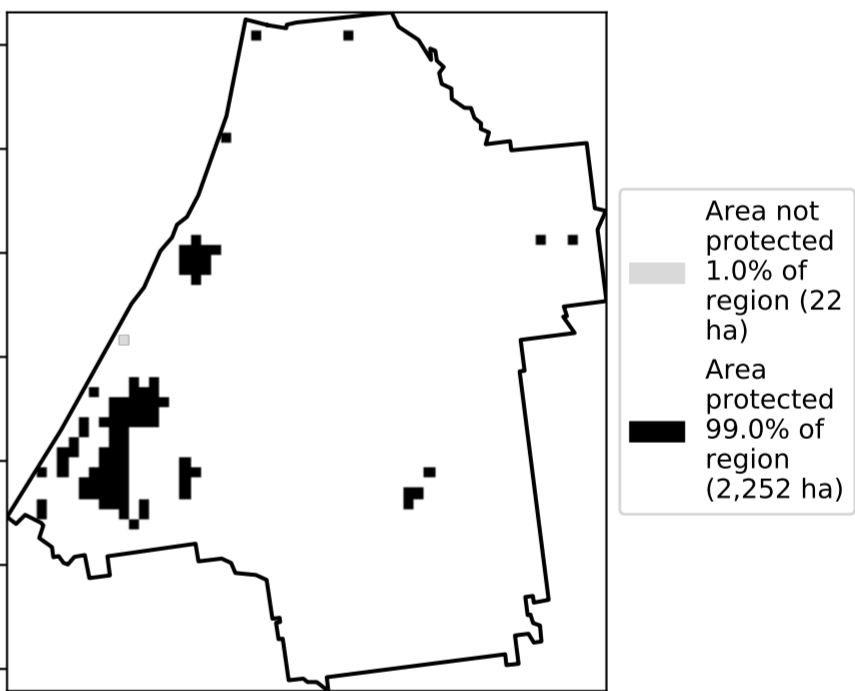 Area not
protected
1.0% of
region (22
ha)
Area
protected
99.0% of
region
(2,252 ha)